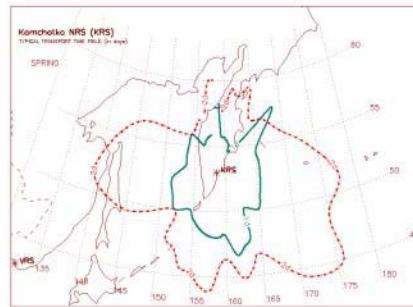 Kamchatka NRS (KRS)
TYPICAL TRANSPORT TIME FIELD (in days)
SPRING
60
55
50
KRS
VRS
135
140
145
150
155
160
165
170
175